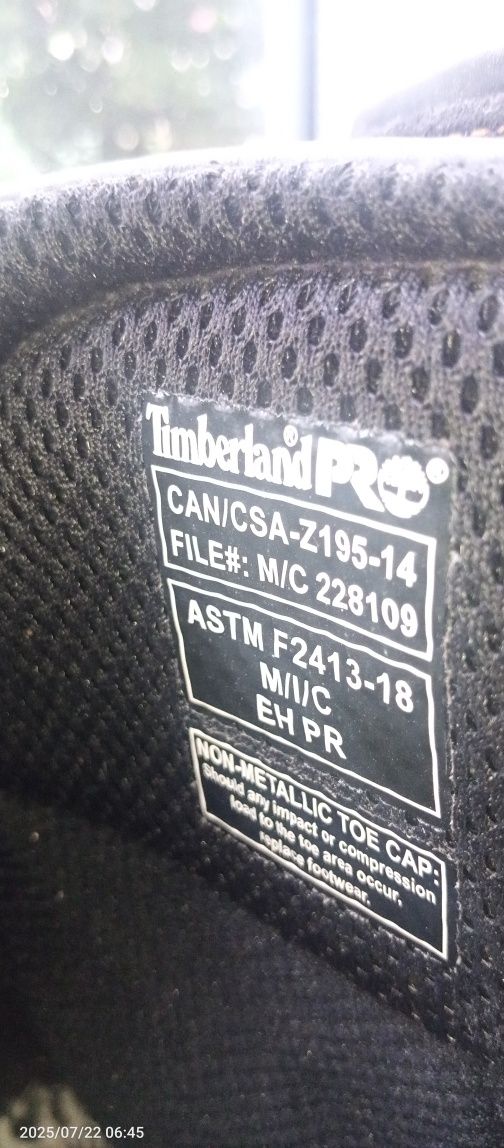 Timberland® PRO®
CAN/CSA-Z195-14
FILE#: M/C 228109
ASTM F2413-18
M/I/C
EH PR
NON-METALLIC TOE CAP:
Should any impact or compression
load to the toe area occur.
replace footwear.
2025/07/22 06:45